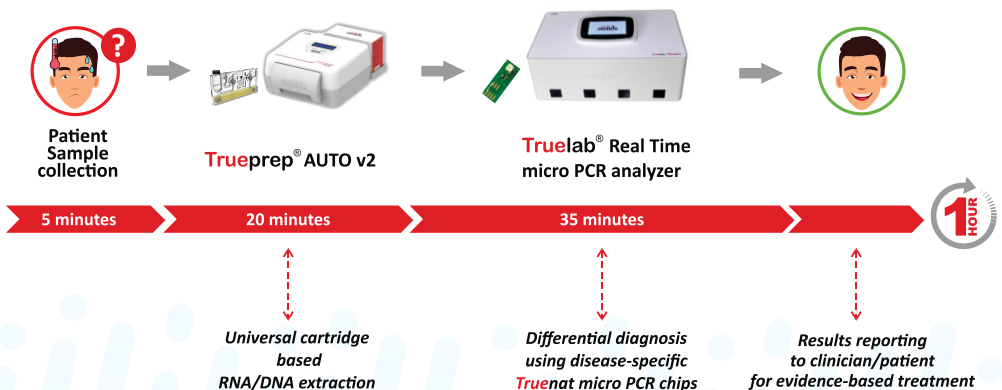 ?
Patient
Sample
collection
Trueprep® AUTO v2
Truelab® Real Time
micro PCR analyzer
5 minutes
20 minutes
35 minutes
1 HOUR
Universal cartridge
based
RNA/DNA extraction
Differential diagnosis
using disease-specific
Truenat micro PCR chips
Results reporting
to clinician/patient
for evidence-based treatment